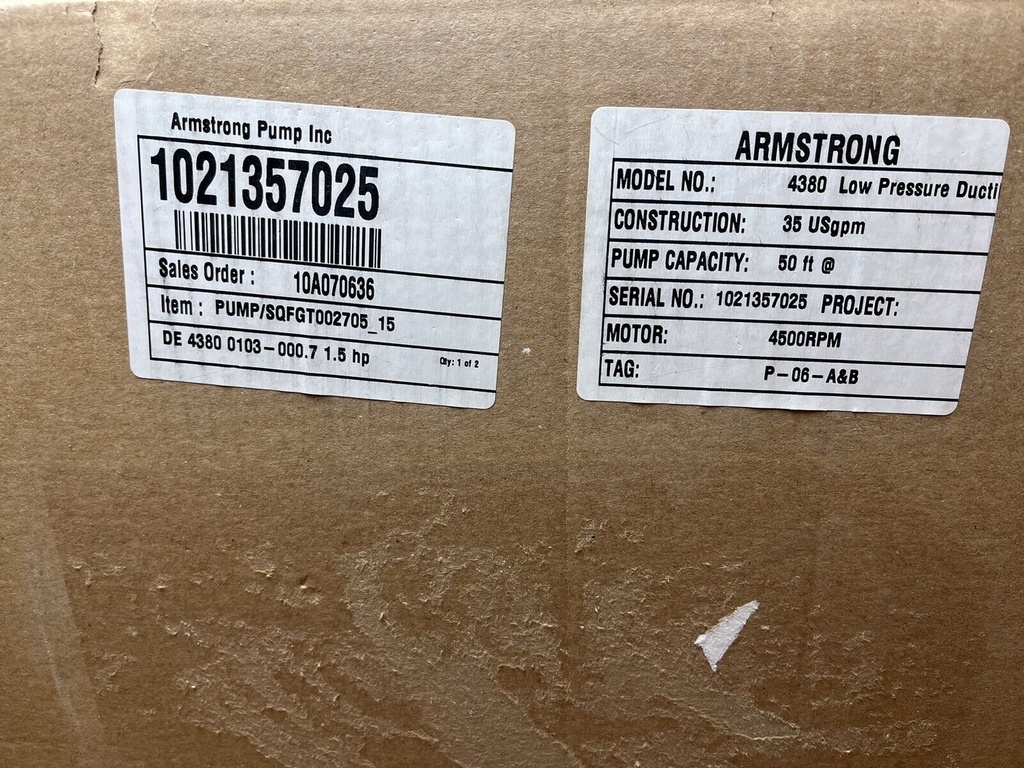 Armstrong Pump Inc
1021357025
Sales Order : 10A070636
Item : PUMP/SQFGT002705_15
DE 4380 0103-000.7 1.5 hp Qty: 1 of 2
ARMSTRONG
MODEL NO.: 4380 Low Pressure Ducti
CONSTRUCTION: 35 USgpm
PUMP CAPACITY: 50 ft @
SERIAL NO.: 1021357025 PROJECT:
MOTOR: 4500RPM
TAG: P-06-A&B